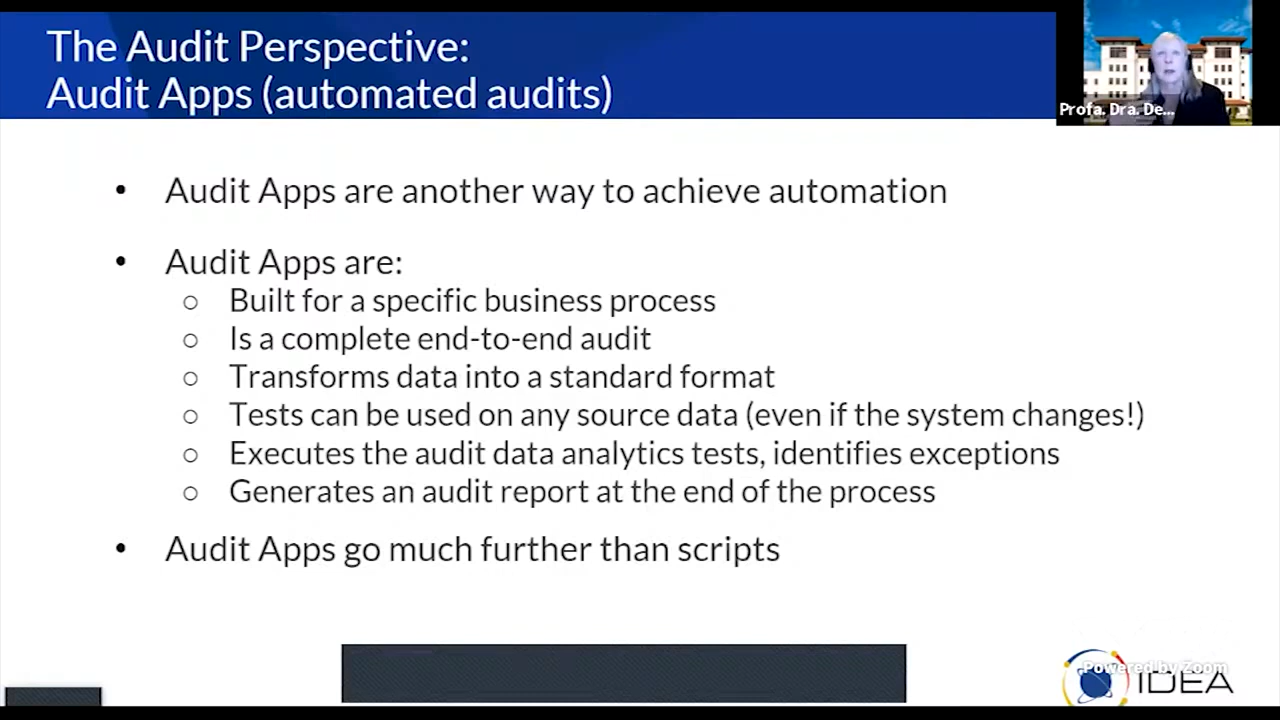 The Audit Perspective:
Audit Apps (automated audits)
Profa. Dra. De...
• Audit Apps are another way to achieve automation
• Audit Apps are:
○ Built for a specific business process
○ Is a complete end-to-end audit
○ Transforms data into a standard format
○ Tests can be used on any source data (even if the system changes!)
○ Executes the audit data analytics tests, identifies exceptions
○ Generates an audit report at the end of the process
• Audit Apps go much further than scripts
Powered by Zoom
IDEA